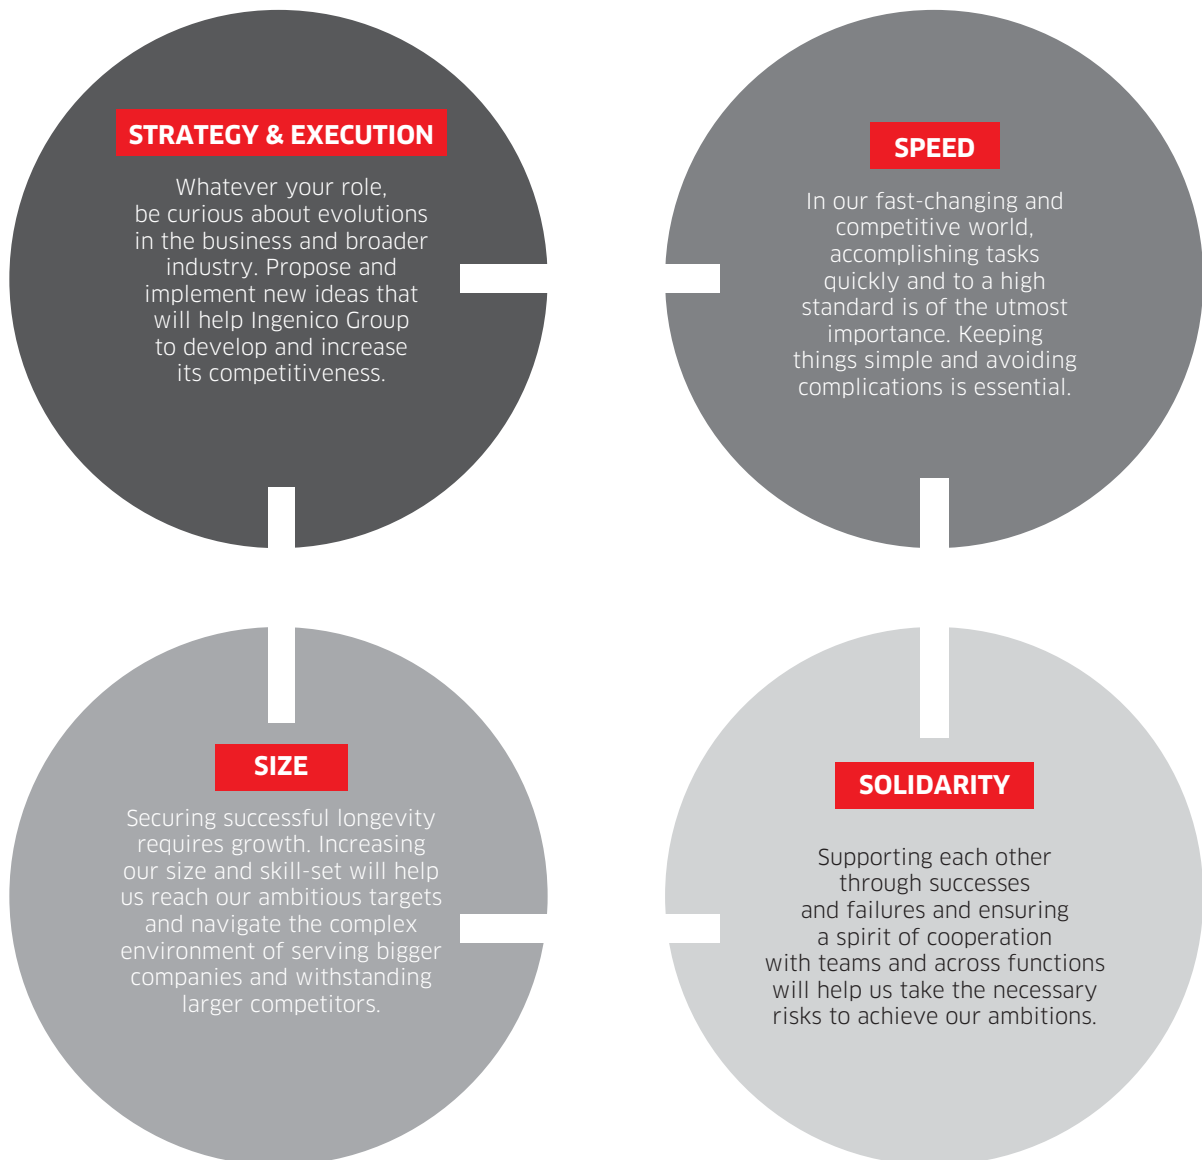 STRATEGY & EXECUTION
Whatever your role,
be curious about evolutions
in the business and broader
industry. Propose and
implement new ideas that
will help Ingenico Group
to develop and increase
its competitiveness.
SPEED
In our fast-changing and
competitive world,
accomplishing tasks
quickly and to a high
standard is of the utmost
importance. Keeping
things simple and avoiding
complications is essential.
SIZE
Securing successful longevity
requires growth. Increasing
our size and skill-set will help
us reach our ambitious targets
and navigate the complex
environment of serving bigger
companies and withstanding
larger competitors.
SOLIDARITY
Supporting each other
through successes
and failures and ensuring
a spirit of cooperation
with teams and across functions
will help us take the necessary
risks to achieve our ambitions.